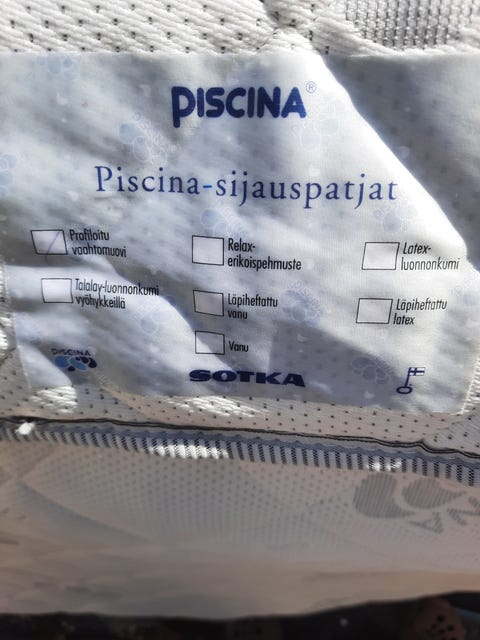 PISCINA®
Piscina-sijauspatjat
Profiloitu
vaahtomuovi
Relax-
erikoispehmuste
Latex-
luonnonkumi
Talalay-luonnonkumi
vyöhykkeillä
Läpiheftattu
vanu
Läpiheftattu
latex
Vanu
PISCINA
SOTKA